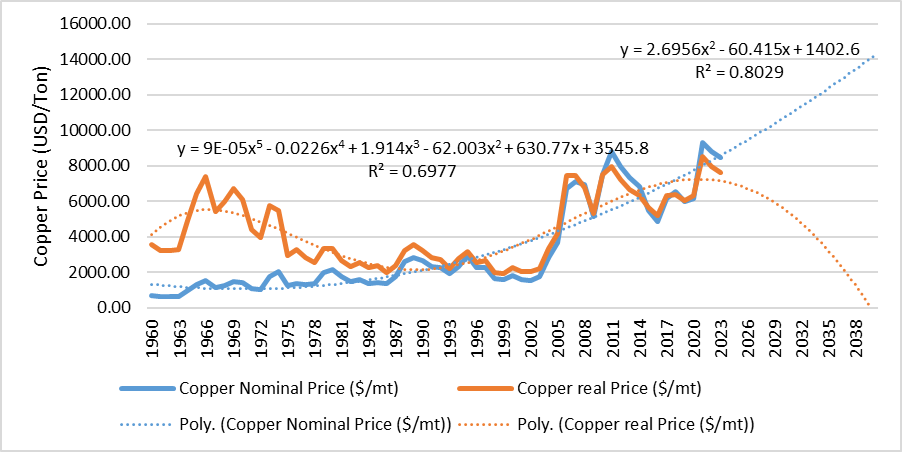 16000.00
14000.00
12000.00
10000.00
8000.00
6000.00
4000.00
2000.00
0.00
Copper Price (USD/Ton)
y = 2.6956x² - 60.415x + 1402.6
R² = 0.8029
y = 9E-05x⁵ - 0.0226x⁴ + 1.914x³ - 62.003x² + 630.77x + 3545.8
R² = 0.6977
1960 1963 1966 1969 1972 1975 1978 1981 1984 1987 1990 1993 1996 1999 2002 2005 2008 2011 2014 2017 2020 2023 2026 2029 2032 2035 2038
Copper Nominal Price ($/mt) Copper real Price ($/mt)
Poly. (Copper Nominal Price ($/mt)) Poly. (Copper real Price ($/mt))